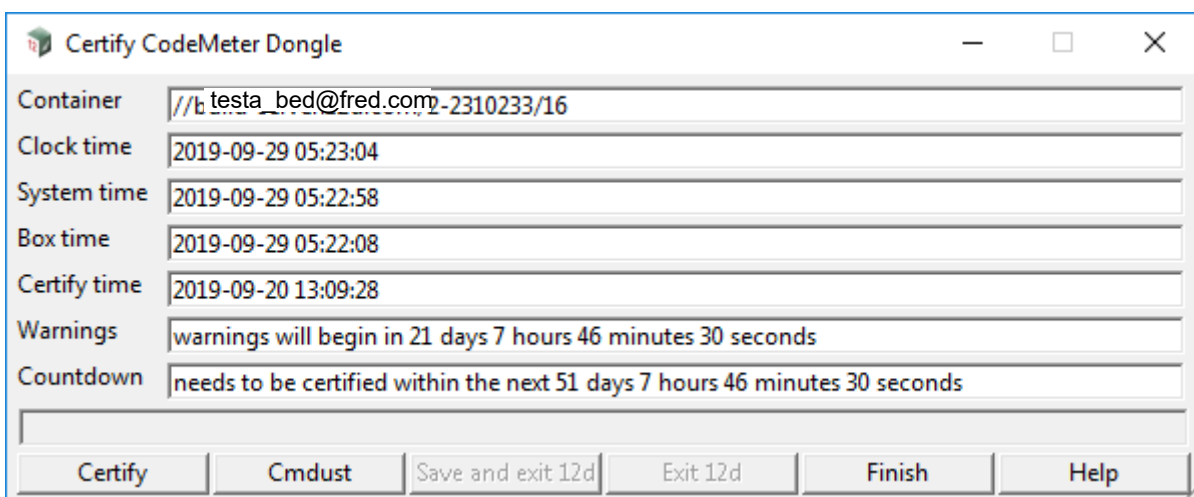 Certify CodeMeter Dongle
Container //b testa_bed@fred.com 2-2310233/16
Clock time 2019-09-29 05:23:04
System time 2019-09-29 05:22:58
Box time 2019-09-29 05:22:08
Certify time 2019-09-20 13:09:28
Warnings warnings will begin in 21 days 7 hours 46 minutes 30 seconds
Countdown needs to be certified within the next 51 days 7 hours 46 minutes 30 seconds
Certify Cmdust Save and exit 12d Exit 12d Finish Help